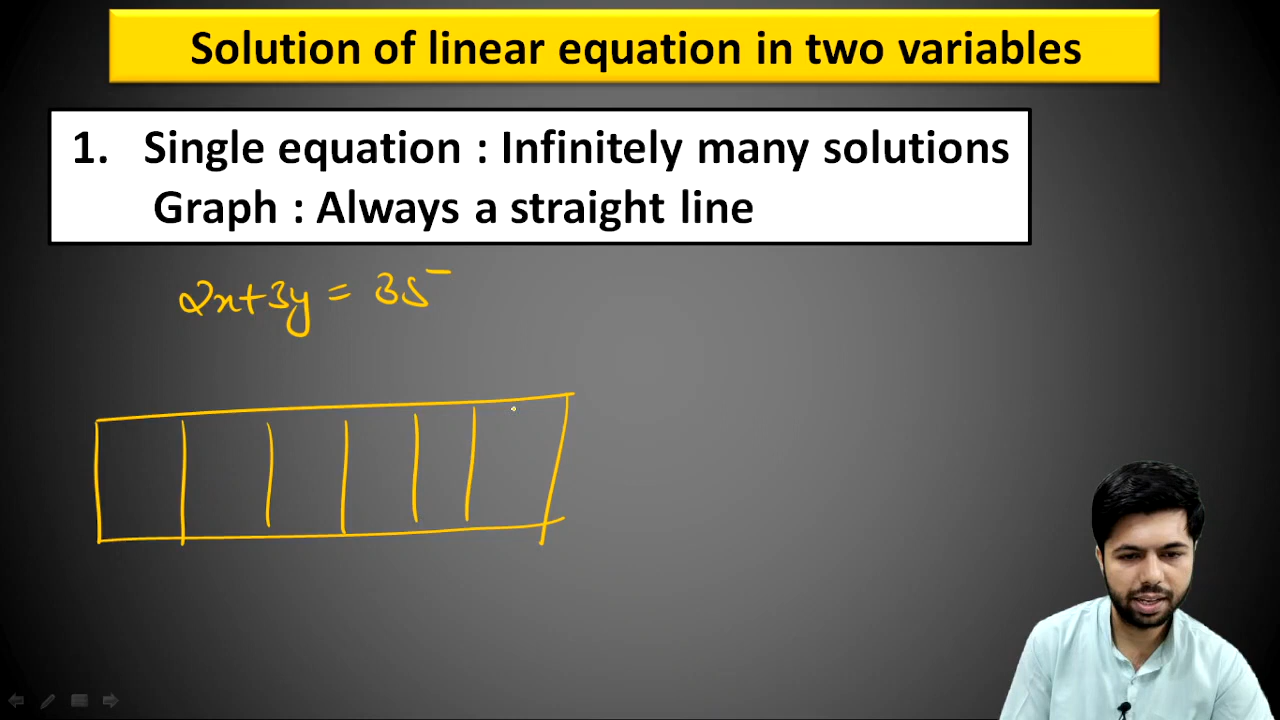 Solution of linear equation in two variables
1. Single equation : Infinitely many solutions
Graph : Always a straight line
2x+3y = 35